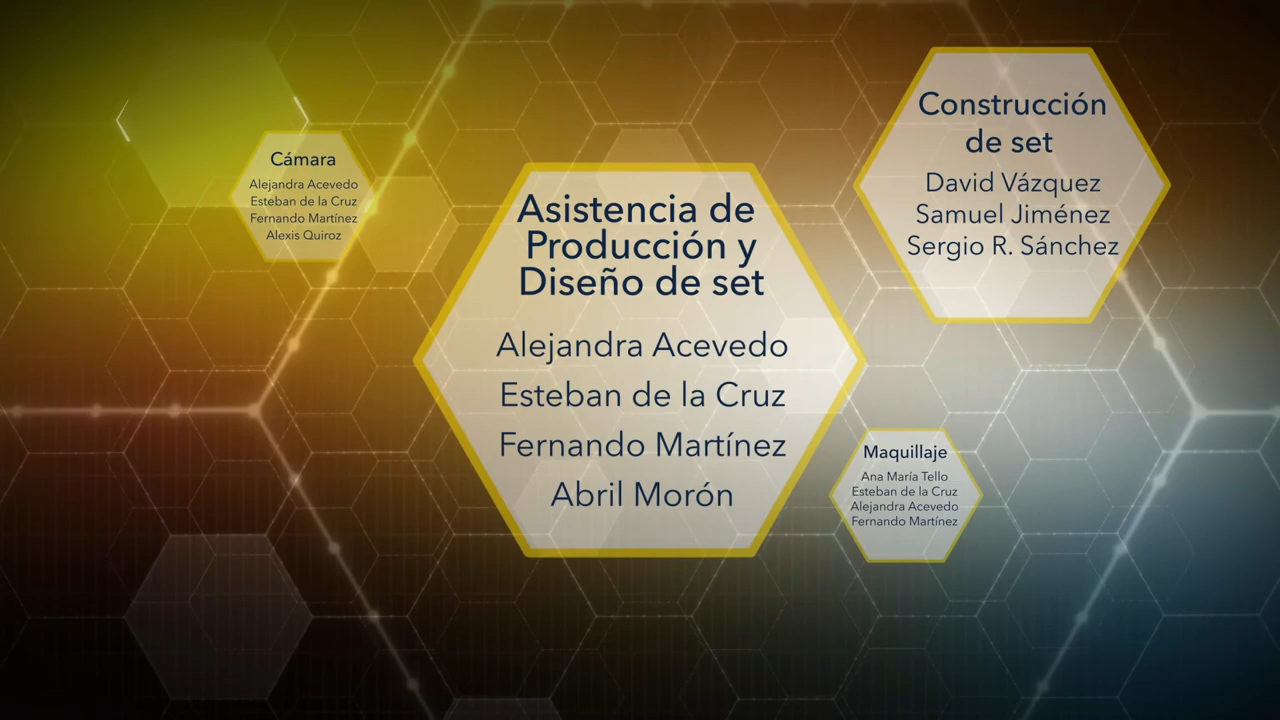 Cámara
Alejandra Acevedo
Esteban de la Cruz
Fernando Martínez
Alexis Quiroz
Asistencia de
Producción y
Diseño de set
Alejandra Acevedo
Esteban de la Cruz
Fernando Martínez
Abril Morón
Construcción
de set
David Vázquez
Samuel Jiménez
Sergio R. Sánchez
Maquillaje
Ana María Tello
Esteban de la Cruz
Alejandra Acevedo
Fernando Martínez